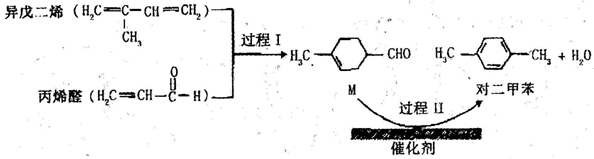 异戊二烯 (H₂C=C-CH=CH₂)
CH₃
过程 I
丙烯醛 (H₂C=CH-C-H)
O
H₃C
CHO
H₃C
CH₃ + H₂O
M
对二甲苯
过程 II
催化剂